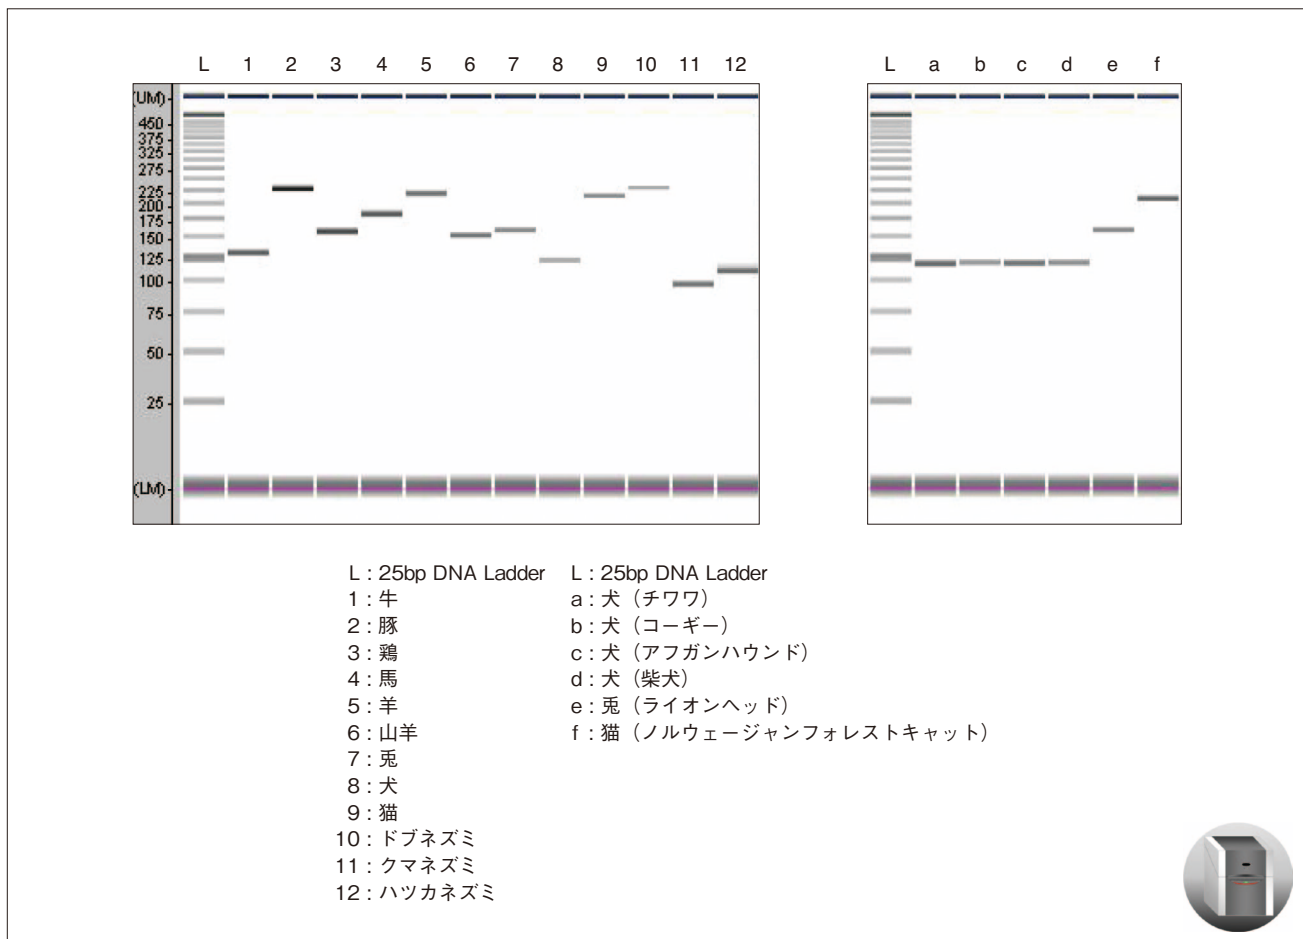 L 1 2 3 4 5 6 7 8 9 10 11 12
(UM)
450
375
325
275
225
200
175
150
125
100
75
50
25
(LM)
L a b c d e f
L : 25bp DNA Ladder
1 : 牛
2 : 豚
3 : 鶏
4 : 馬
5 : 羊
6 : 山羊
7 : 兎
8 : 犬
9 : 猫
10 : ドブネズミ
11 : クマネズミ
12 : ハツカネズミ
L : 25bp DNA Ladder
a : 犬（チワワ）
b : 犬（コーギー）
c : 犬（アフガンハウンド）
d : 犬（柴犬）
e : 兎（ライオンヘッド）
f : 猫（ノルウェージャンフォレストキャット）